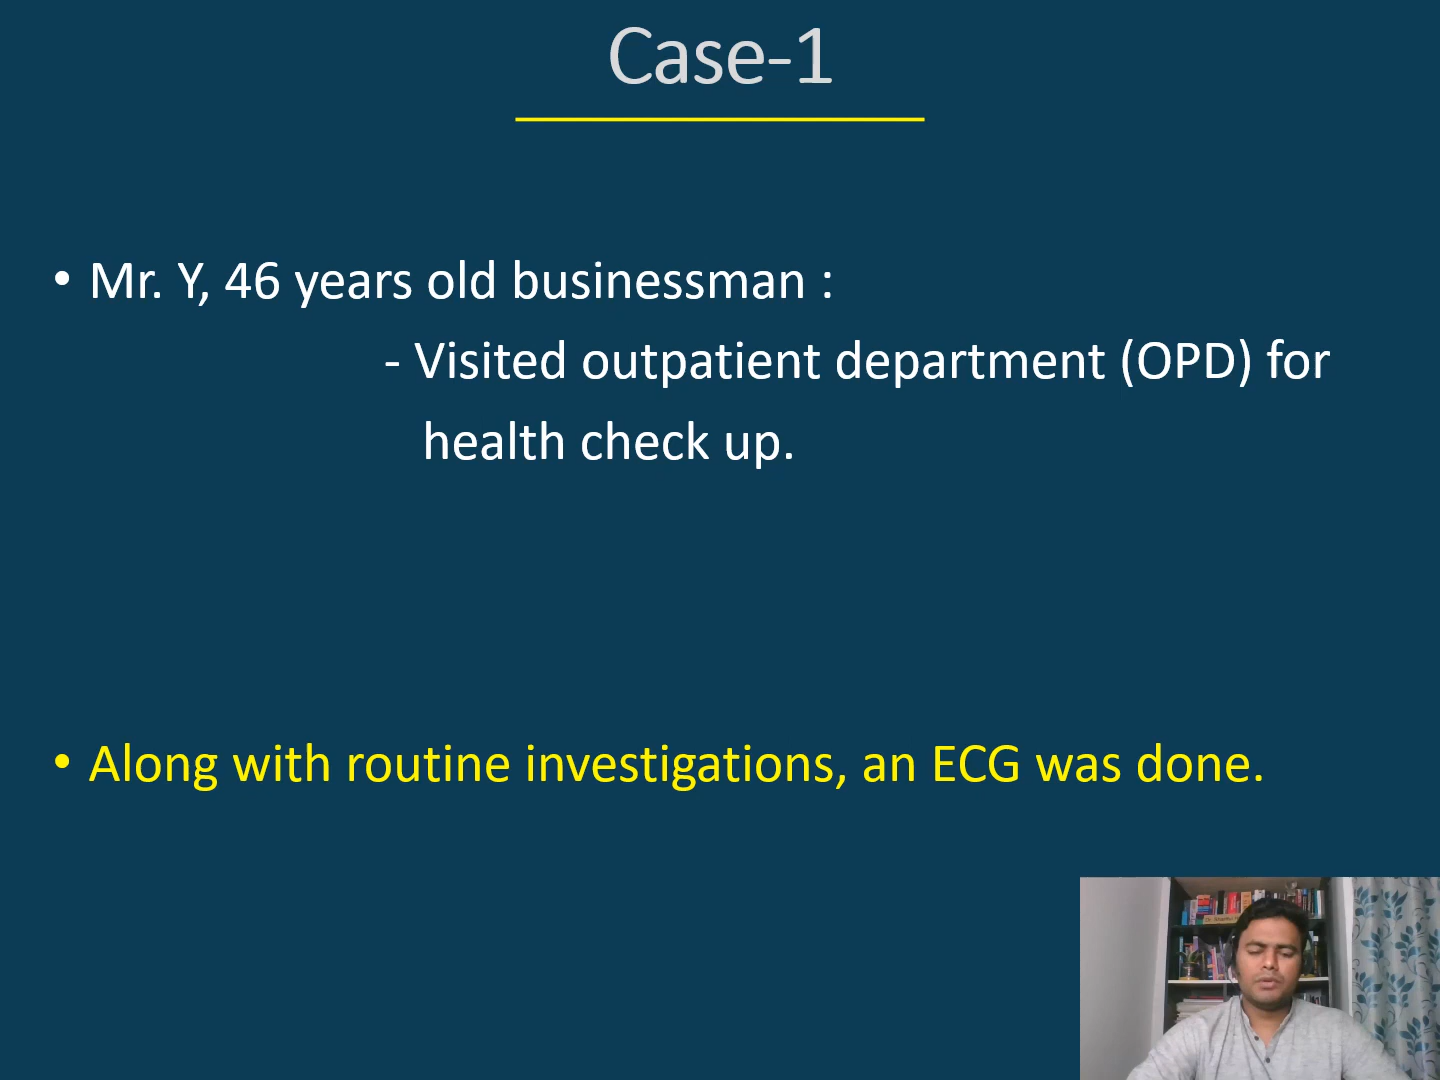 Case-1
• Mr. Y, 46 years old businessman :
- Visited outpatient department (OPD) for
health check up.
• Along with routine investigations, an ECG was done.